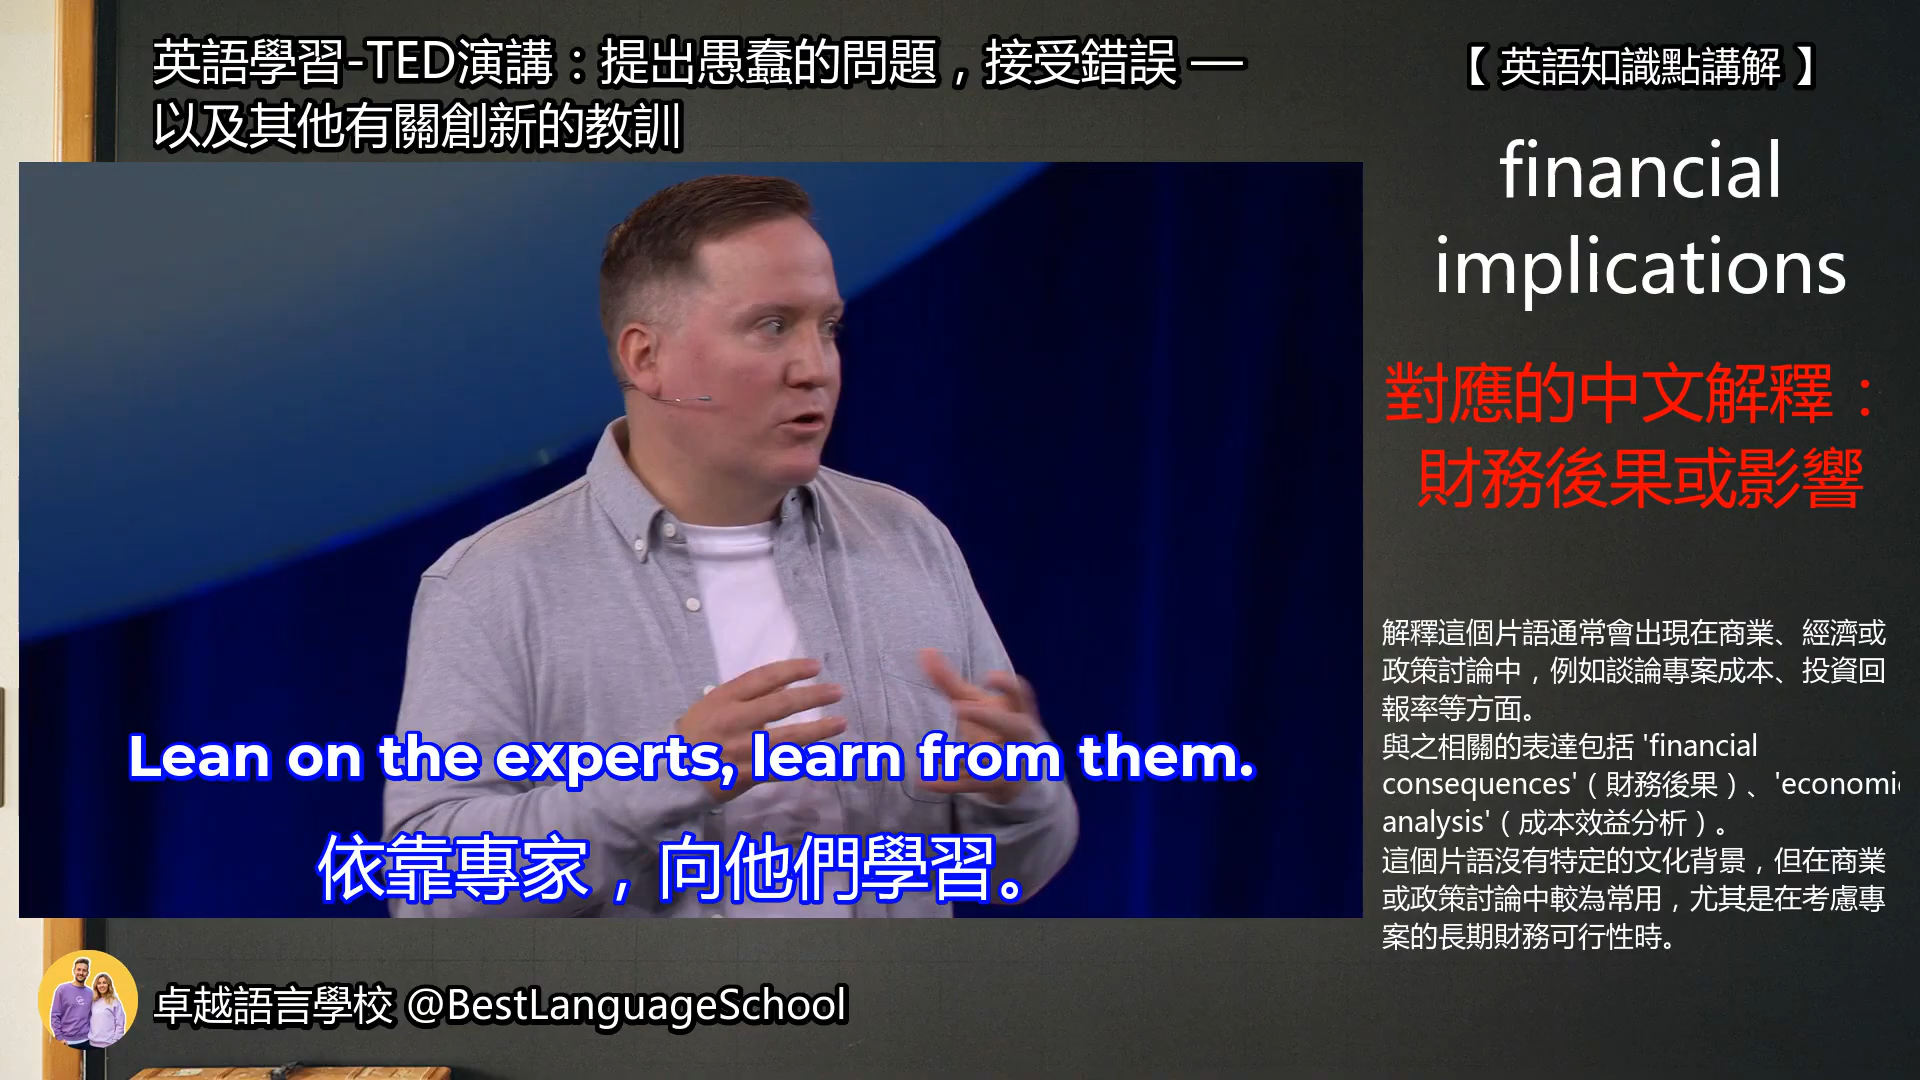 英語學習-TED演講：提出愚蠢的問題，接受錯誤 —
以及其他有關創新的教訓
【 英語知識點講解 】
financial
implications
對應的中文解釋：
財務後果或影響
解釋這個片語通常會出現在商業、經濟或
政策討論中，例如談論專案成本、投資回
報率等方面。
與之相關的表達包括 'financial
consequences'（財務後果）、'economi
analysis'（成本效益分析）。
這個片語沒有特定的文化背景，但在商業
或政策討論中較為常用，尤其是在考慮專
案的長期財務可行性時。
Lean on the experts, learn from them.
依靠專家，向他們學習。
卓越語言學校 @BestLanguageSchool